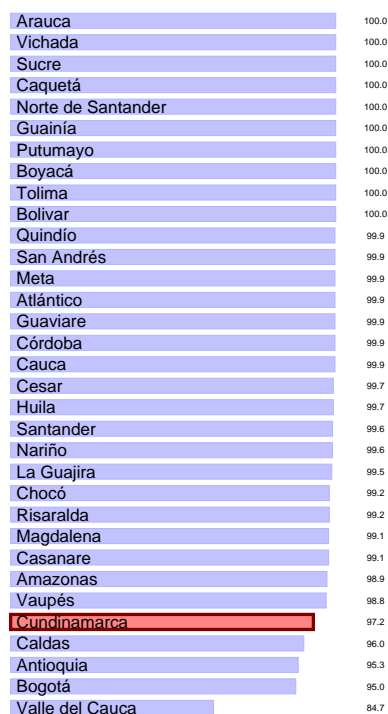 Arauca 100.0
Vichada 100.0
Sucre 100.0
Caquetá 100.0
Norte de Santander 100.0
Guainía 100.0
Putumayo 100.0
Boyacá 100.0
Tolima 100.0
Bolivar 100.0
Quindío 99.9
San Andrés 99.9
Meta 99.9
Atlántico 99.9
Guaviare 99.9
Córdoba 99.9
Cauca 99.9
Cesar 99.7
Huila 99.7
Santander 99.6
Nariño 99.6
La Guajira 99.5
Chocó 99.2
Risaralda 99.2
Magdalena 99.1
Casanare 99.1
Amazonas 98.9
Vaupés 98.8
Cundinamarca 97.2
Caldas 96.0
Antioquia 95.3
Bogotá 95.0
Valle del Cauca 84.7